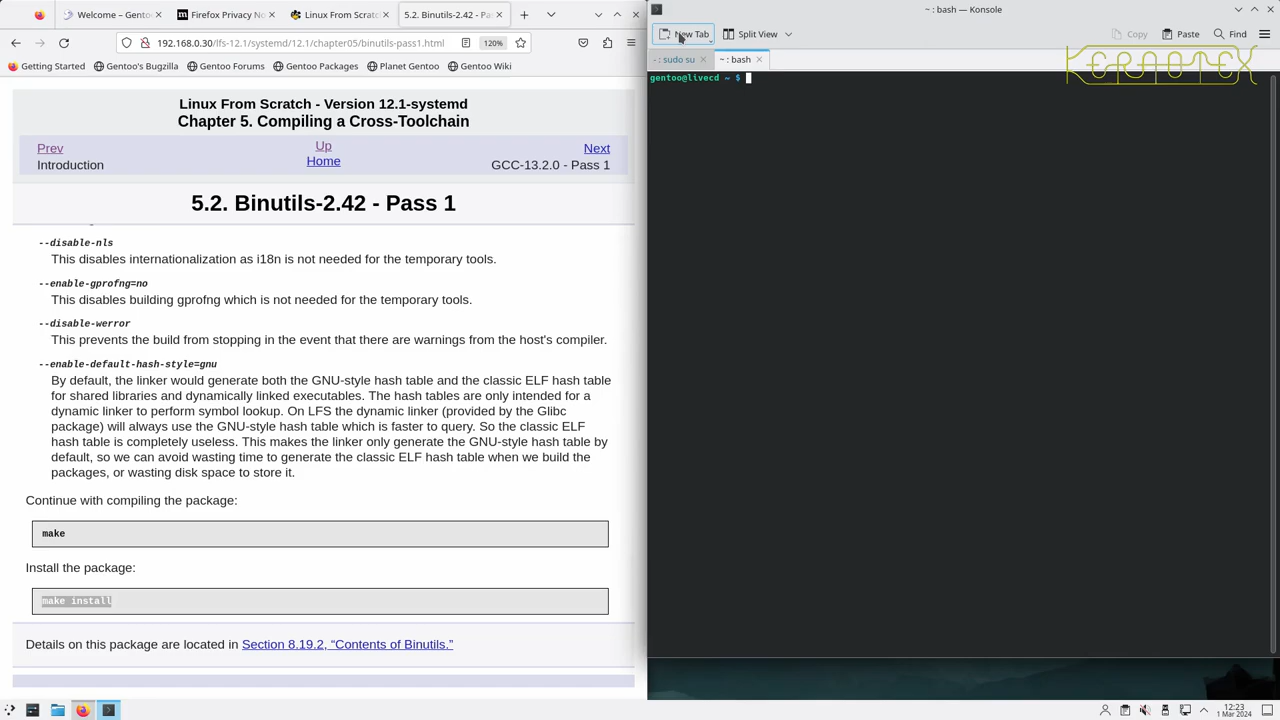 Welcome – Gentoo
Firefox Privacy No
Linux From Scratc
5.2. Binutils-2.42 - Pas
192.168.0.30/lfs-12.1/systemd/12.1/chapter05/binutils-pass1.html
120%
Getting Started
Gentoo's Bugzilla
Gentoo Forums
Gentoo Packages
Planet Gentoo
Gentoo Wiki
Linux From Scratch - Version 12.1-systemd
Chapter 5. Compiling a Cross-Toolchain
Prev
Up
Next
Introduction
Home
GCC-13.2.0 - Pass 1
5.2. Binutils-2.42 - Pass 1
--disable-nls
This disables internationalization as i18n is not needed for the temporary tools.
--enable-gprofng=no
This disables building gprofng which is not needed for the temporary tools.
--disable-werror
This prevents the build from stopping in the event that there are warnings from the host's compiler.
--enable-default-hash-style=gnu
By default, the linker would generate both the GNU-style hash table and the classic ELF hash table
for shared libraries and dynamically linked executables. The hash tables are only intended for a
dynamic linker to perform symbol lookup. On LFS the dynamic linker (provided by the Glibc
package) will always use the GNU-style hash table which is faster to query. So the classic ELF
hash table is completely useless. This makes the linker only generate the GNU-style hash table by
default, so we can avoid wasting time to generate the classic ELF hash table when we build the
packages, or wasting disk space to store it.
Continue with compiling the package:
make
Install the package:
make install
Details on this package are located in Section 8.19.2, “Contents of Binutils.”
~ : bash — Konsole
New Tab
Split View
Copy
Paste
Find
- : sudo su
~ : bash
KERNOTEX
gentoo@livecd ~ $
12:23
1 Mar 2024